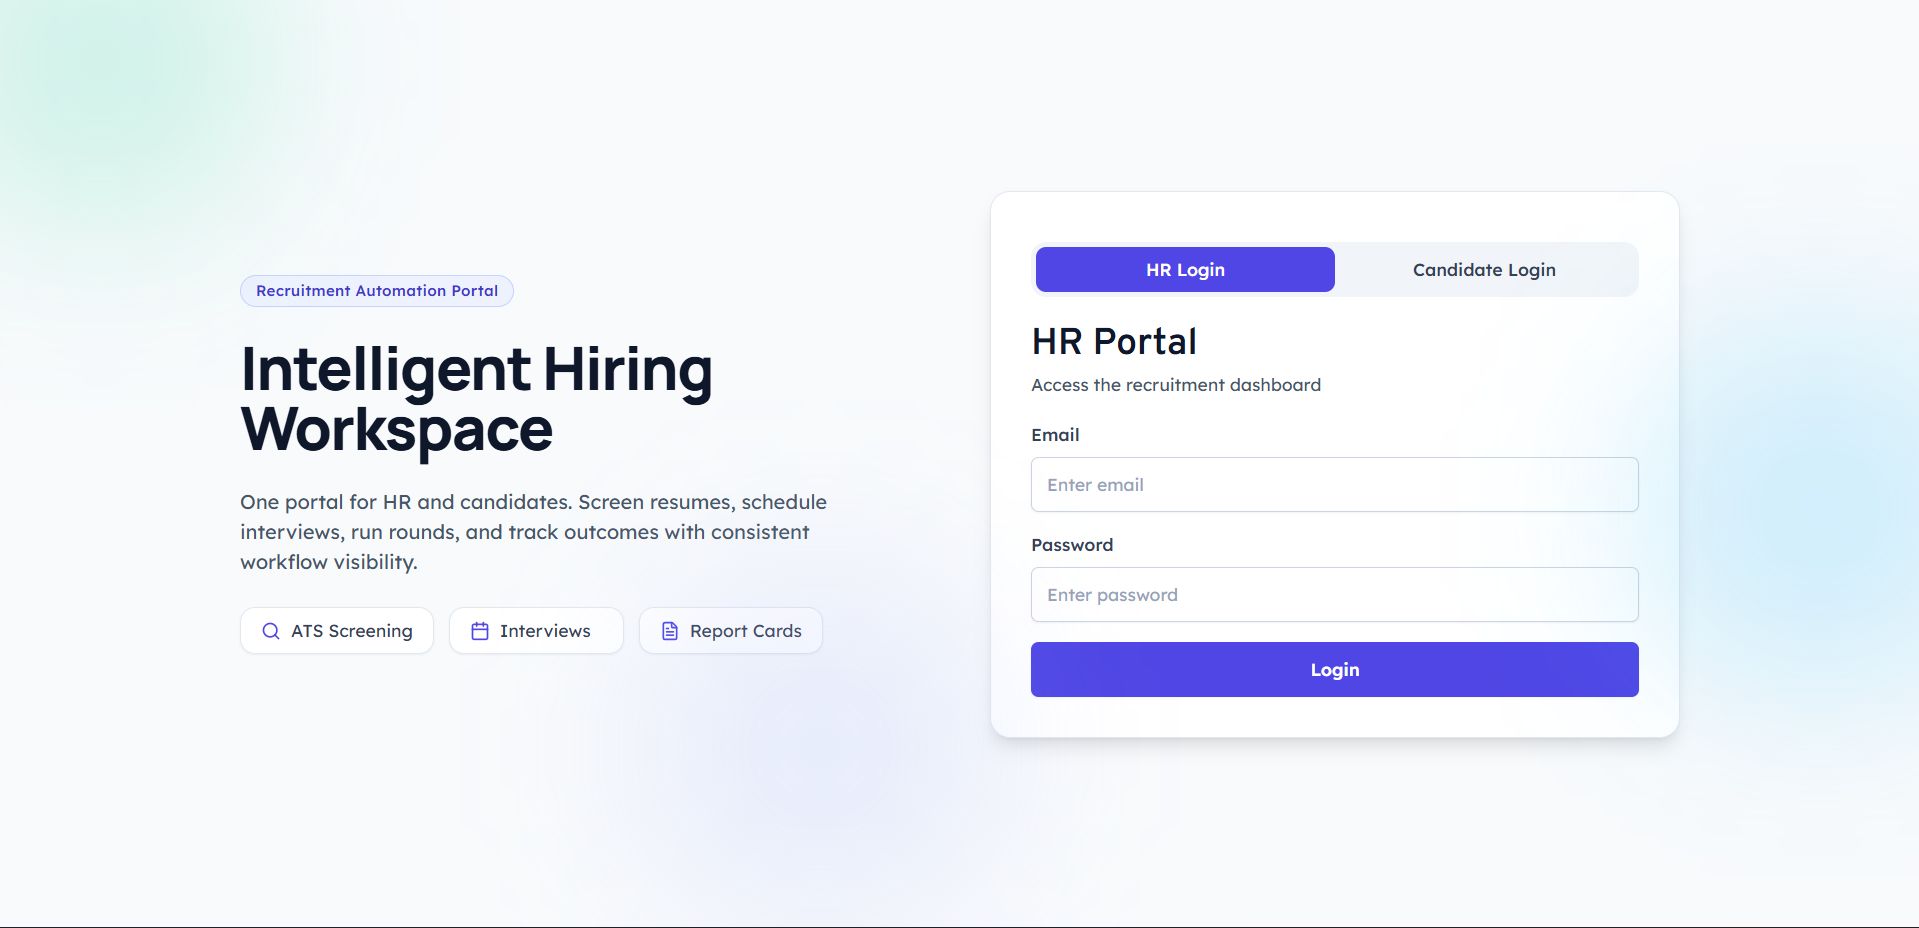 Recruitment Automation Portal
Intelligent Hiring
Workspace
One portal for HR and candidates. Screen resumes, schedule
interviews, run rounds, and track outcomes with consistent
workflow visibility.
ATS Screening
Interviews
Report Cards
HR Login
Candidate Login
HR Portal
Access the recruitment dashboard
Email
Enter email
Password
Enter password
Login